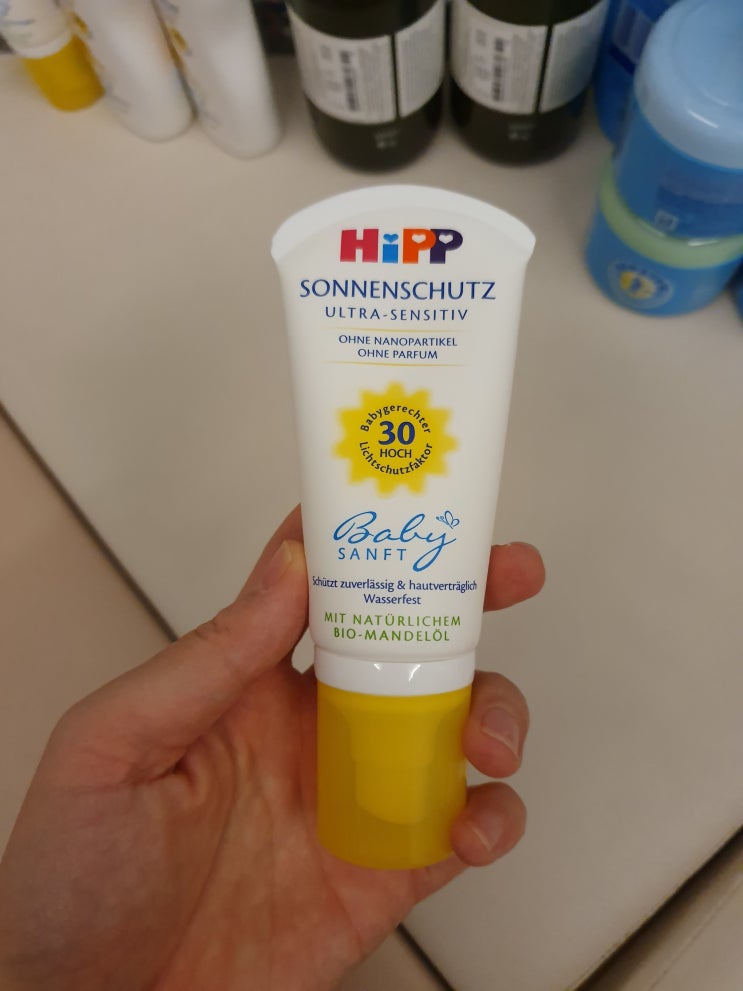 HiPP
SONNENSCHUTZ
ULTRA-SENSITIV
OHNE NANOPARTIKEL
OHNE PARFUM
Babygerechter
30
HOCH
Lichtschutzfaktor
Baby
SANFT
Schützt zuverlässig & hautverträglich
Wasserfest
MIT NATÜRLICHEM
BIO-MANDELÖL